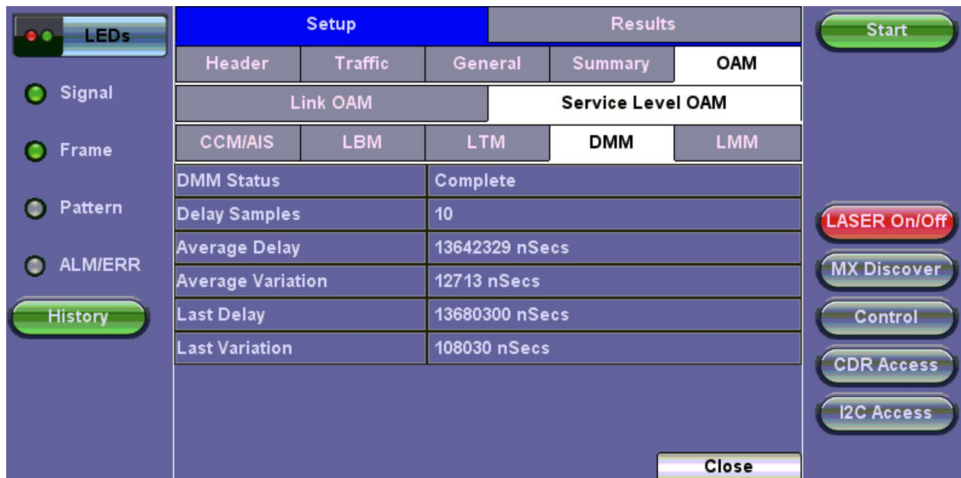 LEDs
Setup
Results
Start
Header
Traffic
General
Summary
OAM
Signal
Link OAM
Service Level OAM
Frame
CCM/AIS
LBM
LTM
DMM
LMM
DMM Status
Complete
Pattern
Delay Samples
10
LASER On/Off
Average Delay
13642329 nSecs
ALM/ERR
MX Discover
Average Variation
12713 nSecs
History
Last Delay
13680300 nSecs
Control
Last Variation
108030 nSecs
CDR Access
I2C Access
Close